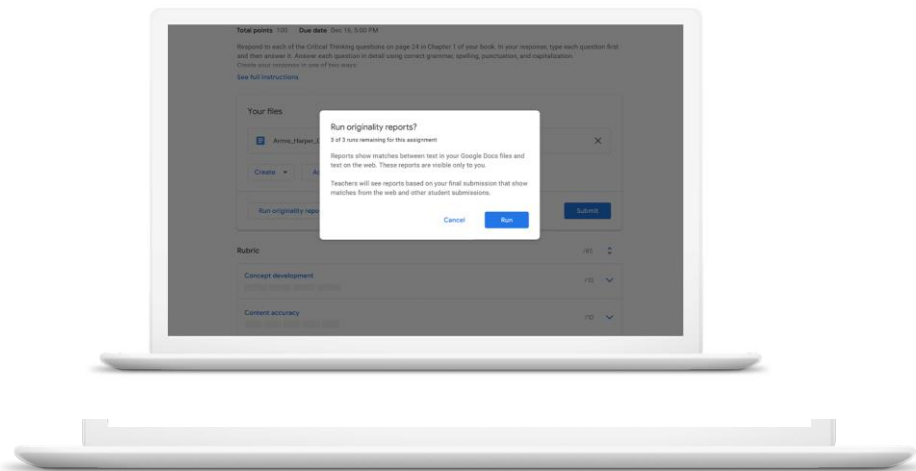 Total points 100 Due date Dec 16, 5:00 PM
Respond to each of the Critical Thinking questions on page 24 in Chapter 1 of your book. In your response, type each question first
and then answer it. Answer each question in detail using correct grammar, spelling, punctuation, and capitalization.
Create your response in one of two ways:
See full instructions
Your files
Annie_Harper_
Create
Run originality repo
Submit
Run originality reports?
3 of 3 runs remaining for this assignment
Reports show matches between text in your Google Docs files and
text on the web. These reports are visible only to you.
Teachers will see reports based on your final submission that show
matches from the web and other student submissions.
Cancel Run
Rubric
Concept development /10
Content accuracy /10